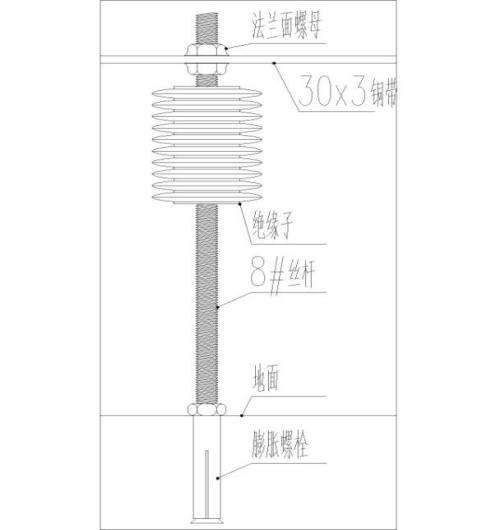 法兰面螺母
30x3铜带
绝缘子
8#丝杆
地面
膨胀螺栓